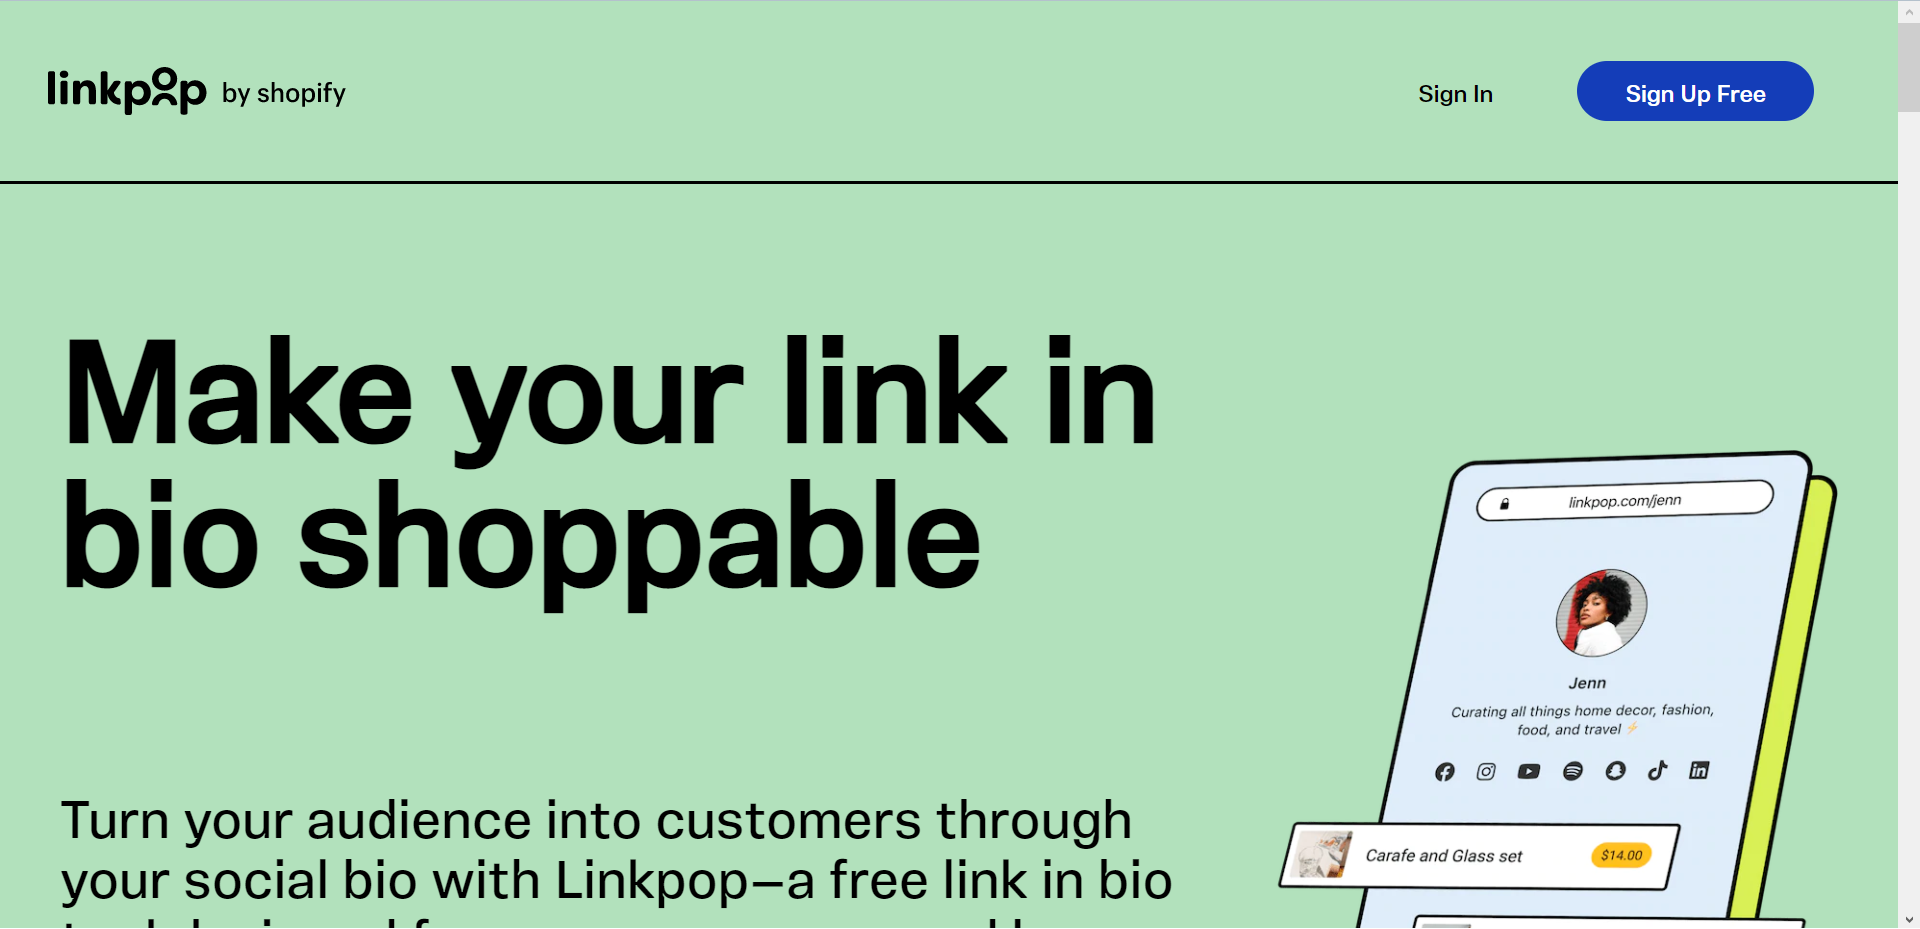 linkpop by shopify
Sign In
Sign Up Free
Make your link in
bio shoppable
linkpop.com/jenn
Jenn
Curating all things home decor, fashion,
food, and travel ⚡
Turn your audience into customers through
your social bio with Linkpop—a free link in bio
Carafe and Glass set
$14.00